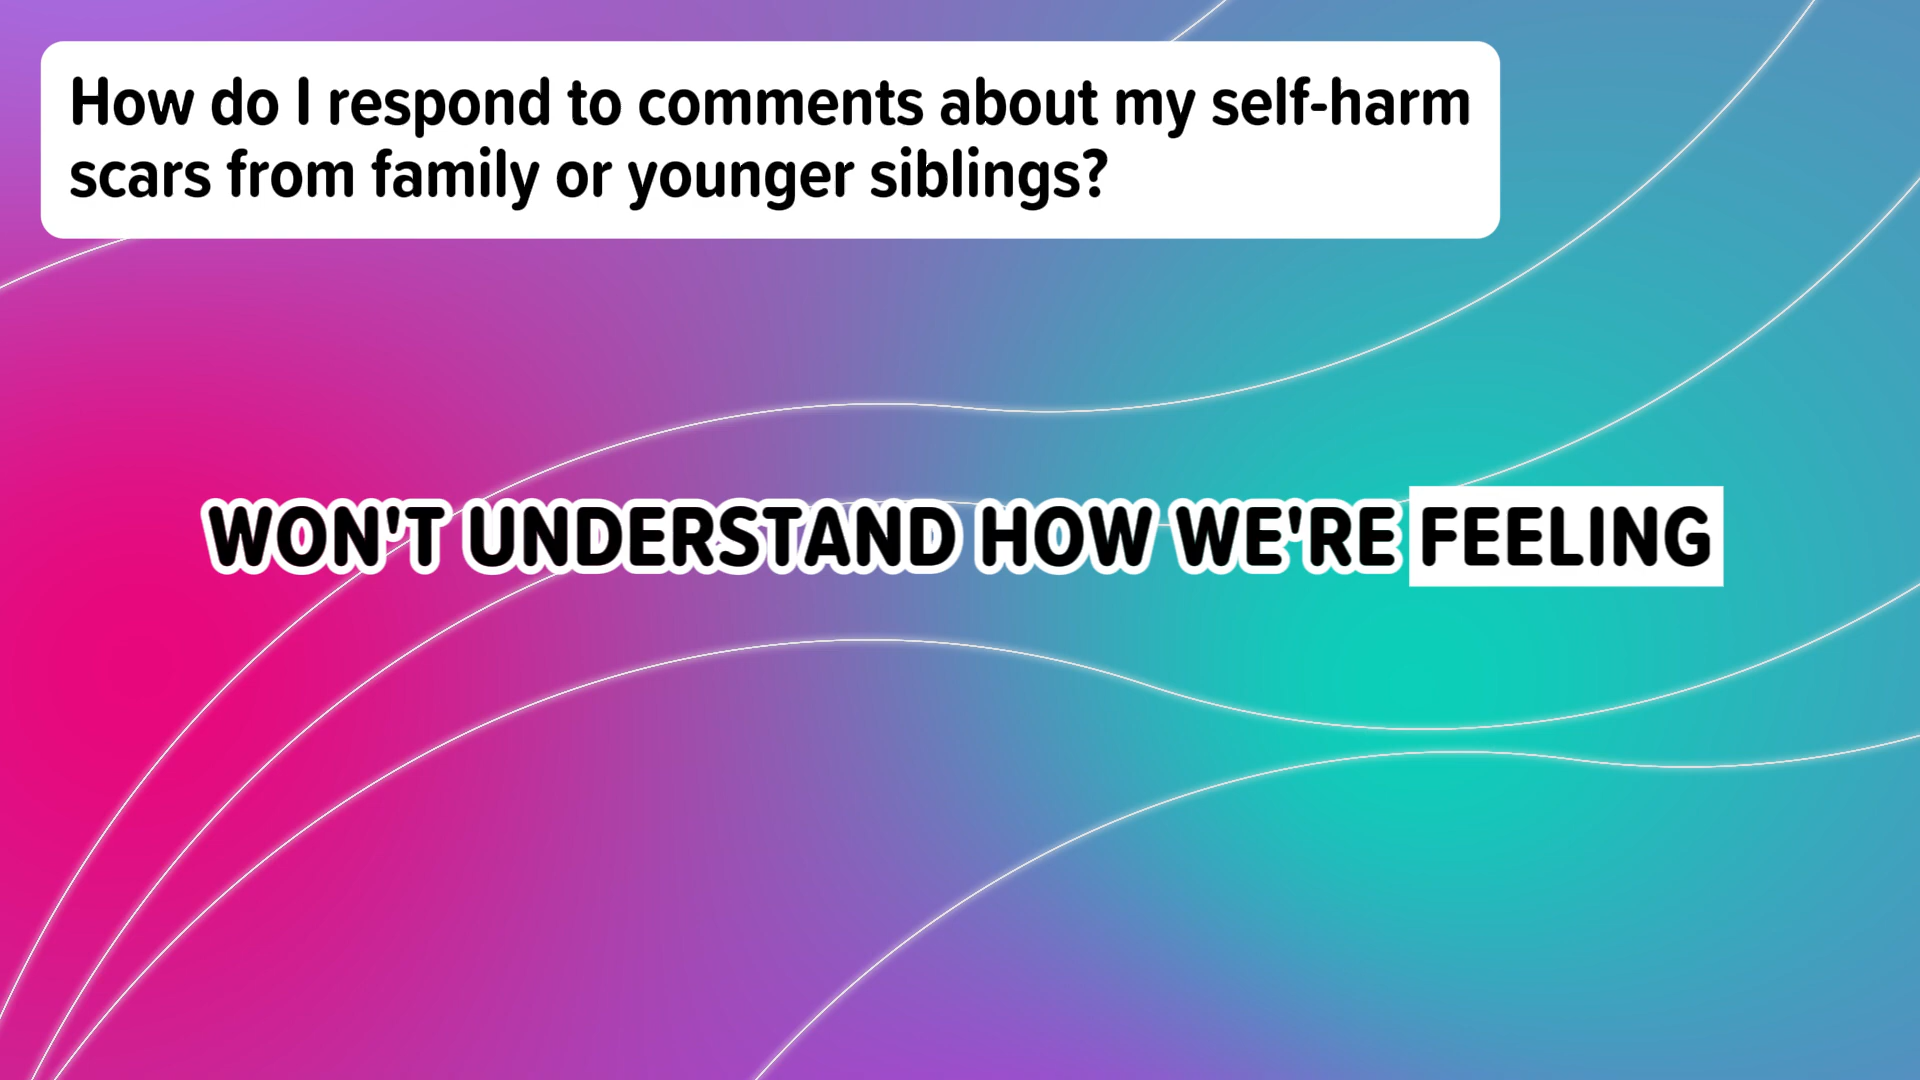 How do I respond to comments about my self-harm
scars from family or younger siblings?
WON'T UNDERSTAND HOW WE'RE FEELING